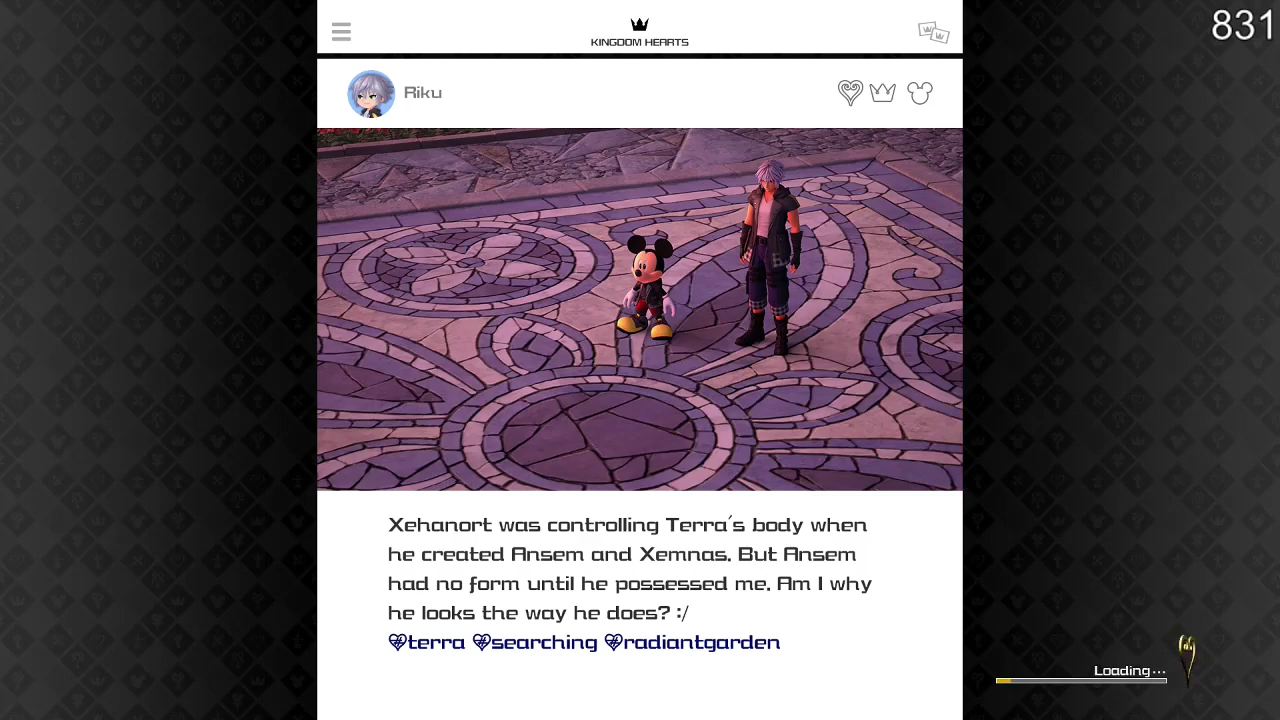 831
KINGDOM HEARTS
Riku
Xehanort was controlling Terra's body when
he created Ansem and Xemnas. But Ansem
had no form until he possessed me. Am I why
he looks the way he does? :/
#terra #searching #radiantgarden
Loading...